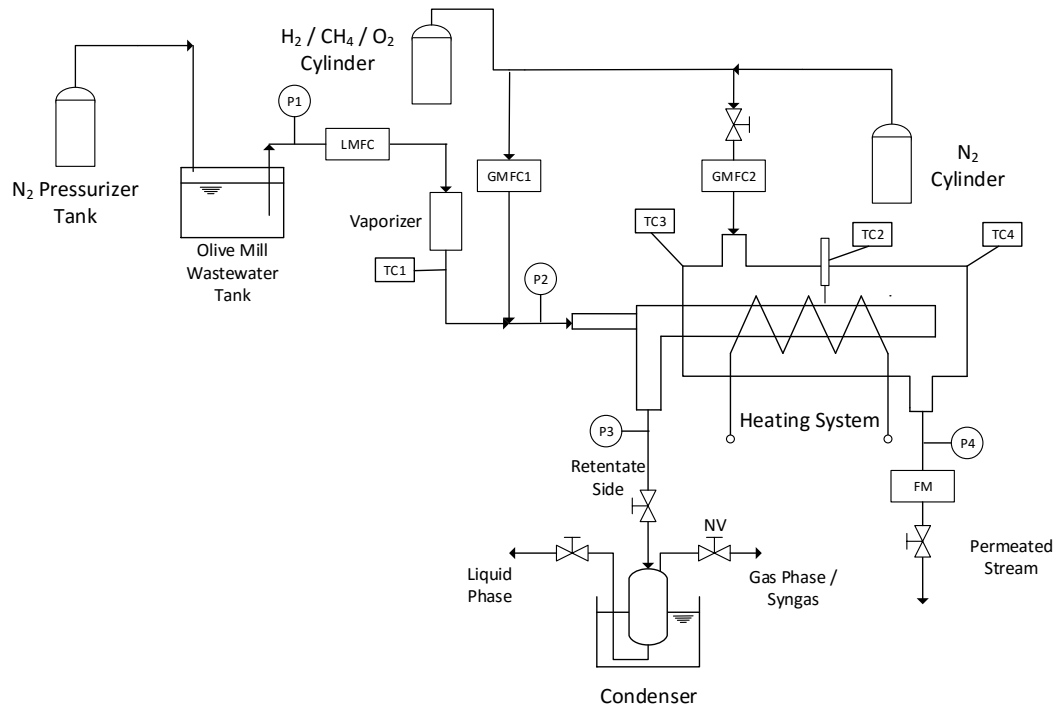 H₂ / CH₄ / O₂
Cylinder
P1
LMFC
N₂ Pressurizer
Tank
GMFC1
GMFC2
N₂
Cylinder
Vaporizer
Olive Mill
Wastewater
Tank
TC1
TC3
TC2
TC4
P2
Heating System
P3
P4
Retentate
Side
FM
NV
Liquid
Phase
Gas Phase /
Syngas
Permeated
Stream
Condenser